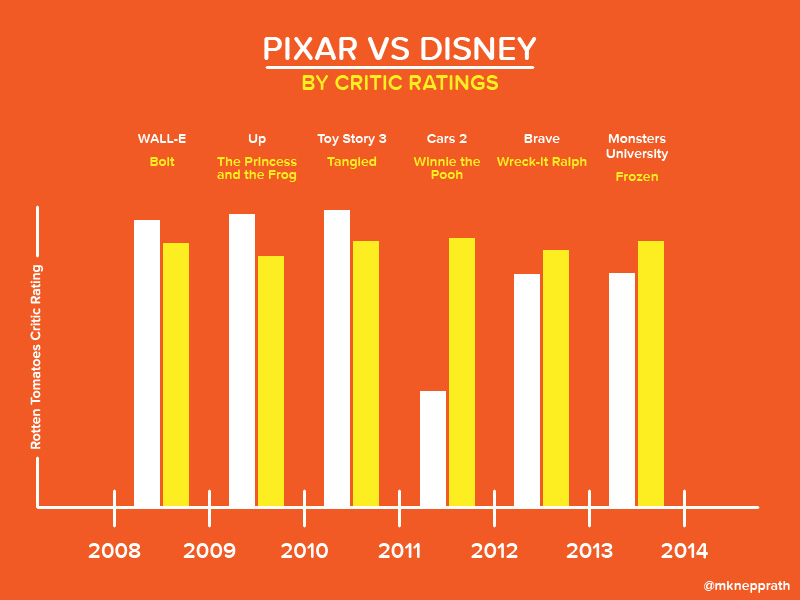 PIXAR VS DISNEY
BY CRITIC RATINGS
WALL-E
Bolt
Up
The Princess
and the Frog
Toy Story 3
Tangled
Cars 2
Winnie the
Pooh
Brave
Wreck-It Ralph
Monsters
University
Frozen
Rotten Tomatoes Critic Rating
2008 2009 2010 2011 2012 2013 2014
@mknepprath